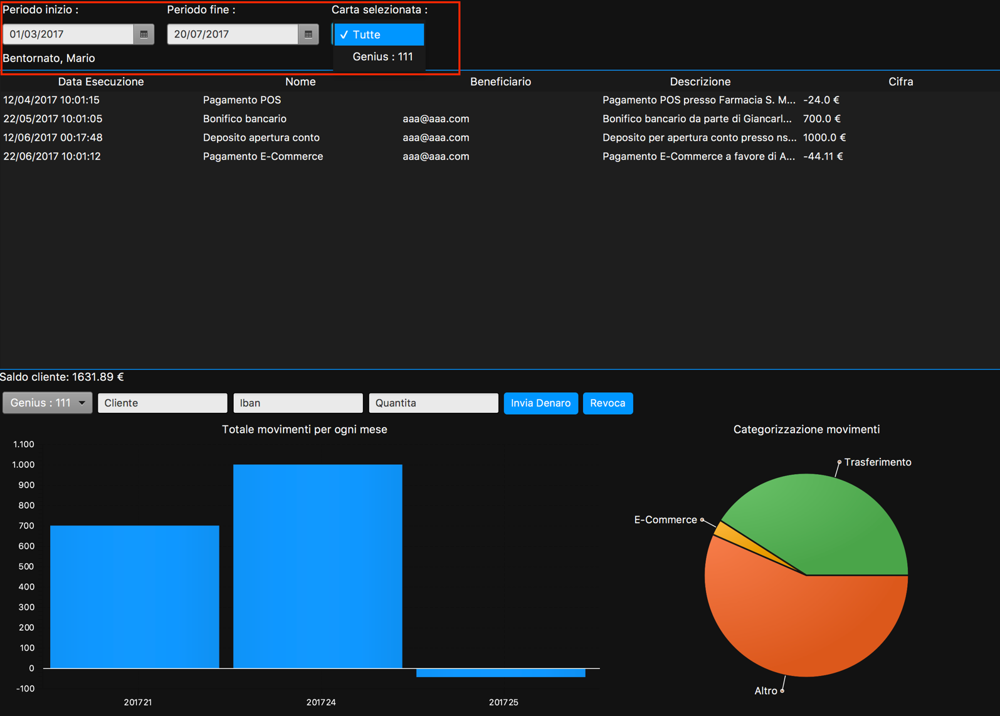 Periodo inizio : Periodo fine : Carta selezionata :
01/03/2017 20/07/2017 ✓ Tutte
Genius : 111
Bentornato, Mario
Data Esecuzione Nome Beneficiario Descrizione Cifra
12/04/2017 10:01:15 Pagamento POS Pagamento POS presso Farmacia S. M... -24.0 €
22/05/2017 10:01:05 Bonifico bancario aaa@aaa.com Bonifico bancario da parte di Giancarl... 700.0 €
12/06/2017 00:17:48 Deposito apertura conto aaa@aaa.com Deposito per apertura conto presso ns... 1000.0 €
22/06/2017 10:01:12 Pagamento E-Commerce aaa@aaa.com Pagamento E-Commerce a favore di A... -44.11 €
Saldo cliente: 1631.89 €
Genius : 111 Cliente Iban Quantita Invia Denaro Revoca
Totale movimenti per ogni mese
1.100
1.000
900
800
700
600
500
400
300
200
100
0
-100
201721 201724 201725
Categorizzazione movimenti
Trasferimento
E-Commerce
Altro